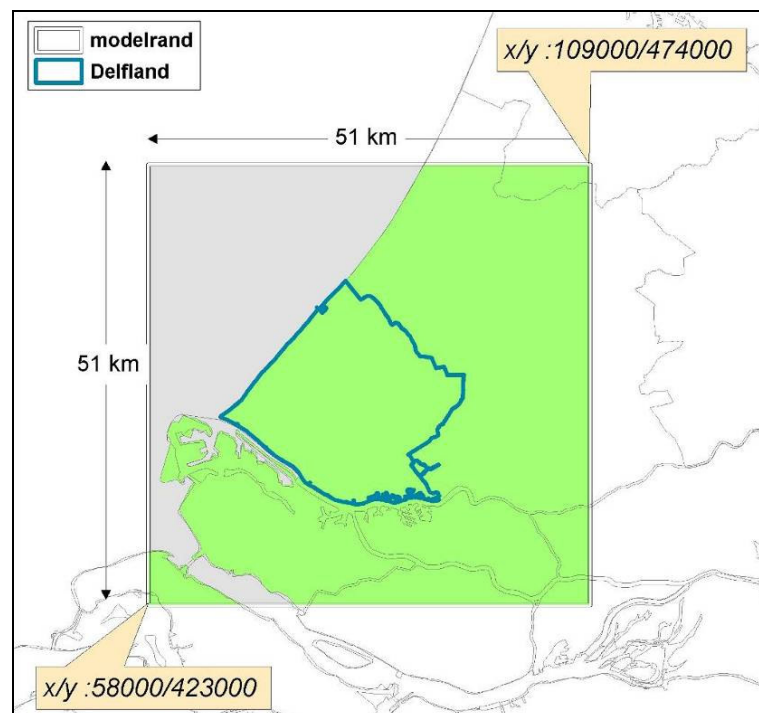 modelrand
Delfland
x/y :109000/474000
51 km
51 km
x/y :58000/423000